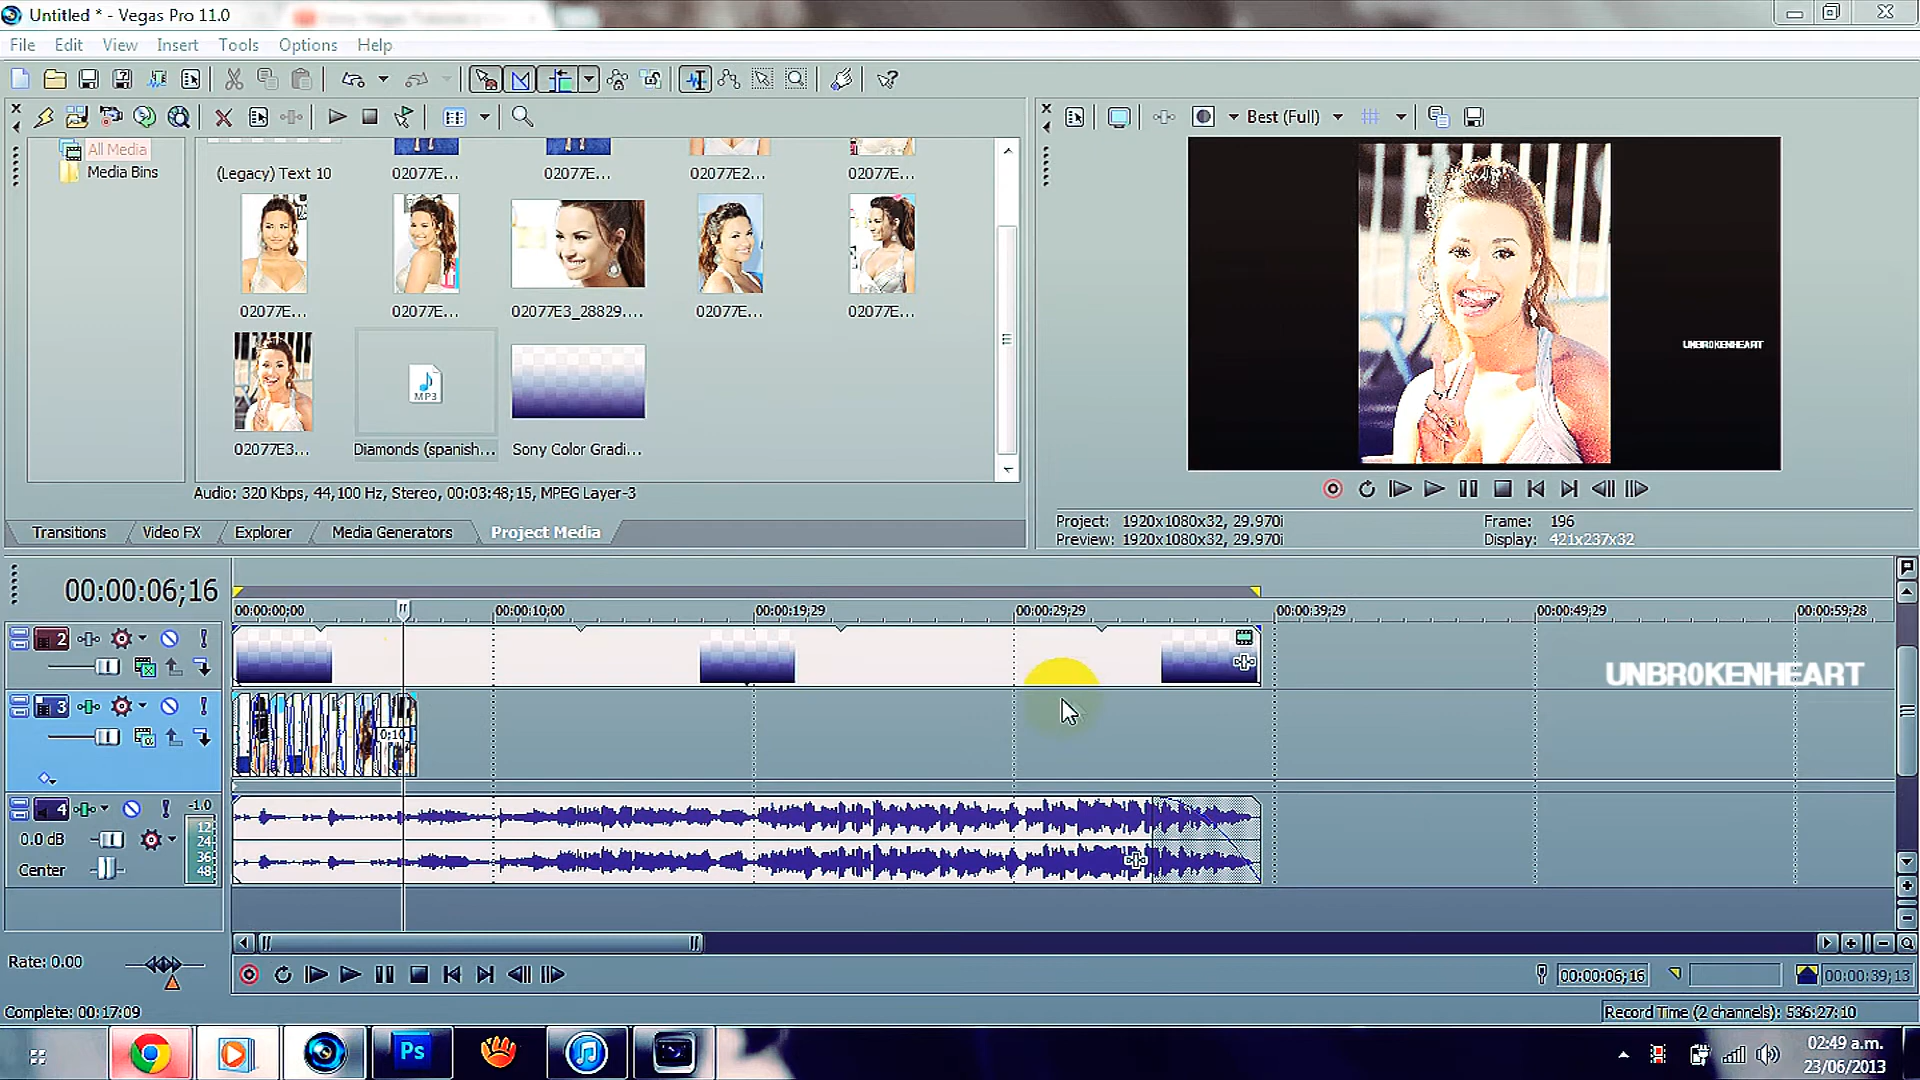 Untitled * - Vegas Pro 11.0
File Edit View Insert Tools Options Help
Best (Full)
All Media
Media Bins
(Legacy) Text 10
02077E...
02077E...
02077E2...
02077E...
02077E...
02077E...
02077E3_28829....
02077E...
02077E...
02077E3...
MP3
Diamonds (spanish...
Sony Color Gradi...
UNBR0KENHEART
Audio: 320 Kbps, 44,100 Hz, Stereo, 00:03:48;15, MPEG Layer-3
Transitions Video FX Explorer Media Generators Project Media
Project: 1920x1080x32, 29.970i
Frame: 196
Preview: 1920x1080x32, 29.970i
Display: 421x237x32
00:00:06;16
00:00:00;00 00:00:10;00 00:00:19;29 00:00:29;29 00:00:39;29 00:00:49;29 00:00:59;28
2
UNBR0KENHEART
3
0;10
4
-1.0
12
24
36
48
0.0 dB
Center
Rate: 0.00
00:00:06;16
00:00:39;13
Complete: 00:17:09
Record Time (2 channels): 536:27:10
Ps
02:49 a.m.
23/06/2013